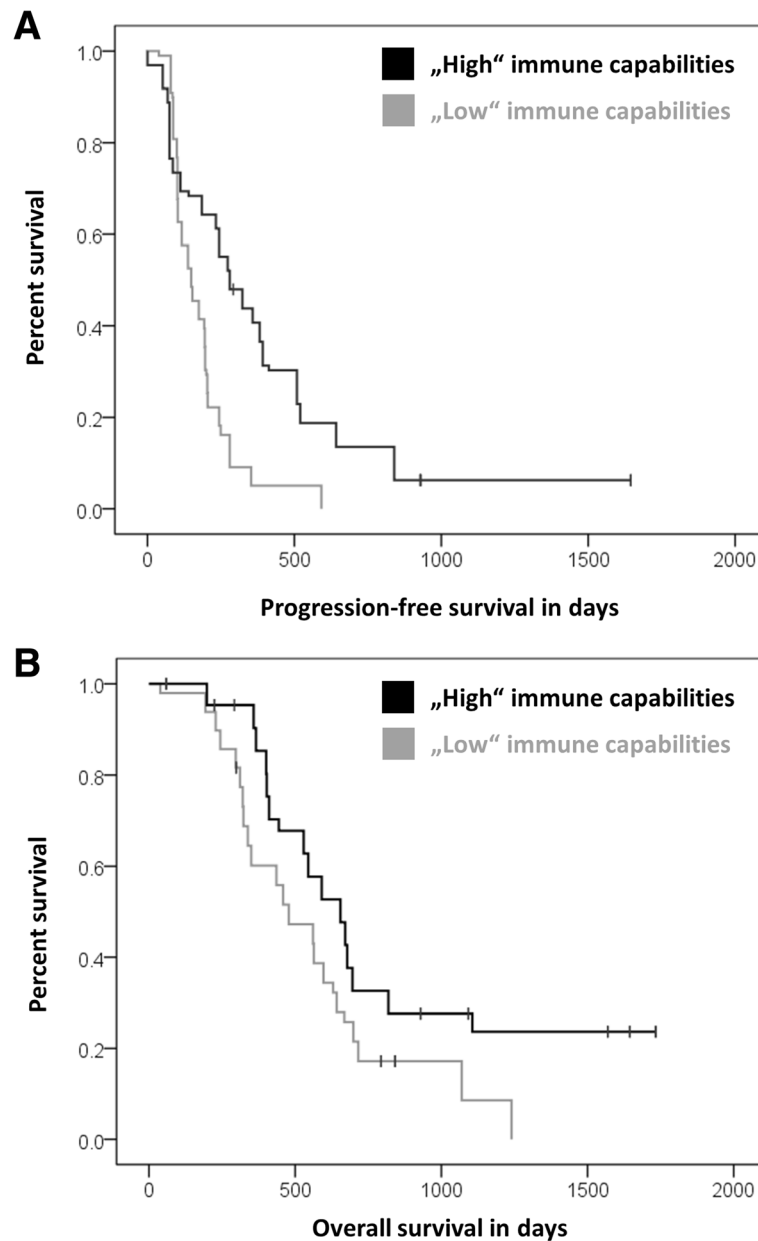 A
„High“ immune capabilities
„Low“ immune capabilities
Percent survival
1.0
0.8
0.6
0.4
0.2
0.0
0 500 1000 1500 2000
Progression-free survival in days
B
„High“ immune capabilities
„Low“ immune capabilities
Percent survival
1.0
0.8
0.6
0.4
0.2
0.0
0 500 1000 1500 2000
Overall survival in days